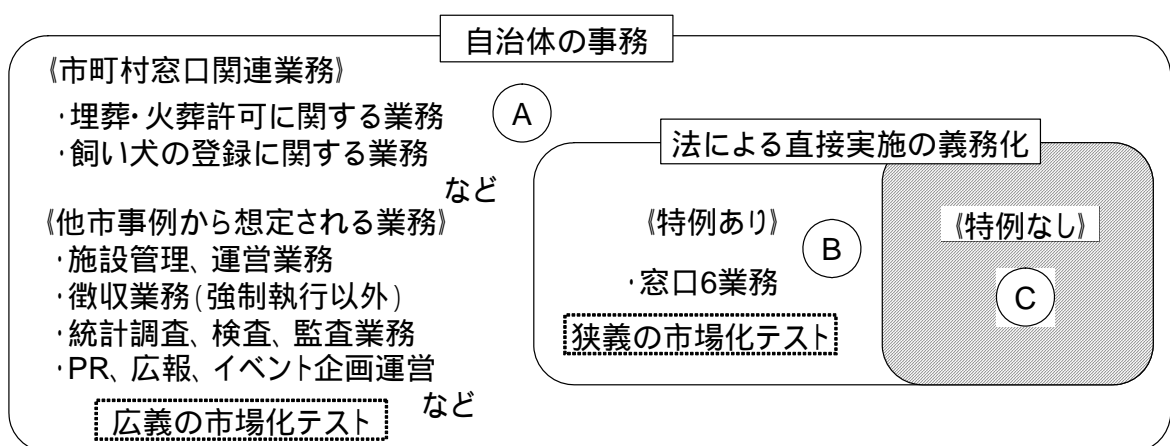 自治体の事務
《市町村窓口関連業務》
・埋葬・火葬許可に関する業務
・飼い犬の登録に関する業務
など
《他市事例から想定される業務》
・施設管理、運営業務
・徴収業務(強制執行以外)
・統計調査、検査、監査業務
・PR、広報、イベント企画運営
など
広義の市場化テスト
A
法による直接実施の義務化
《特例あり》
B
・窓口6業務
狭義の市場化テスト
《特例なし》
C